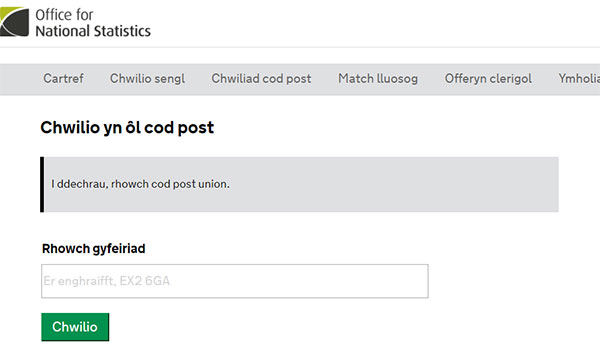 Office for
National Statistics
Cartref Chwilio sengl Chwiliad cod post Match lluosog Offeryn clerigol
Chwilio yn ôl cod post
I ddechrau, rhowch cod post union.
Rhowch gyfeiriad
Er enghraifft, EX2 6GA
Chwilio